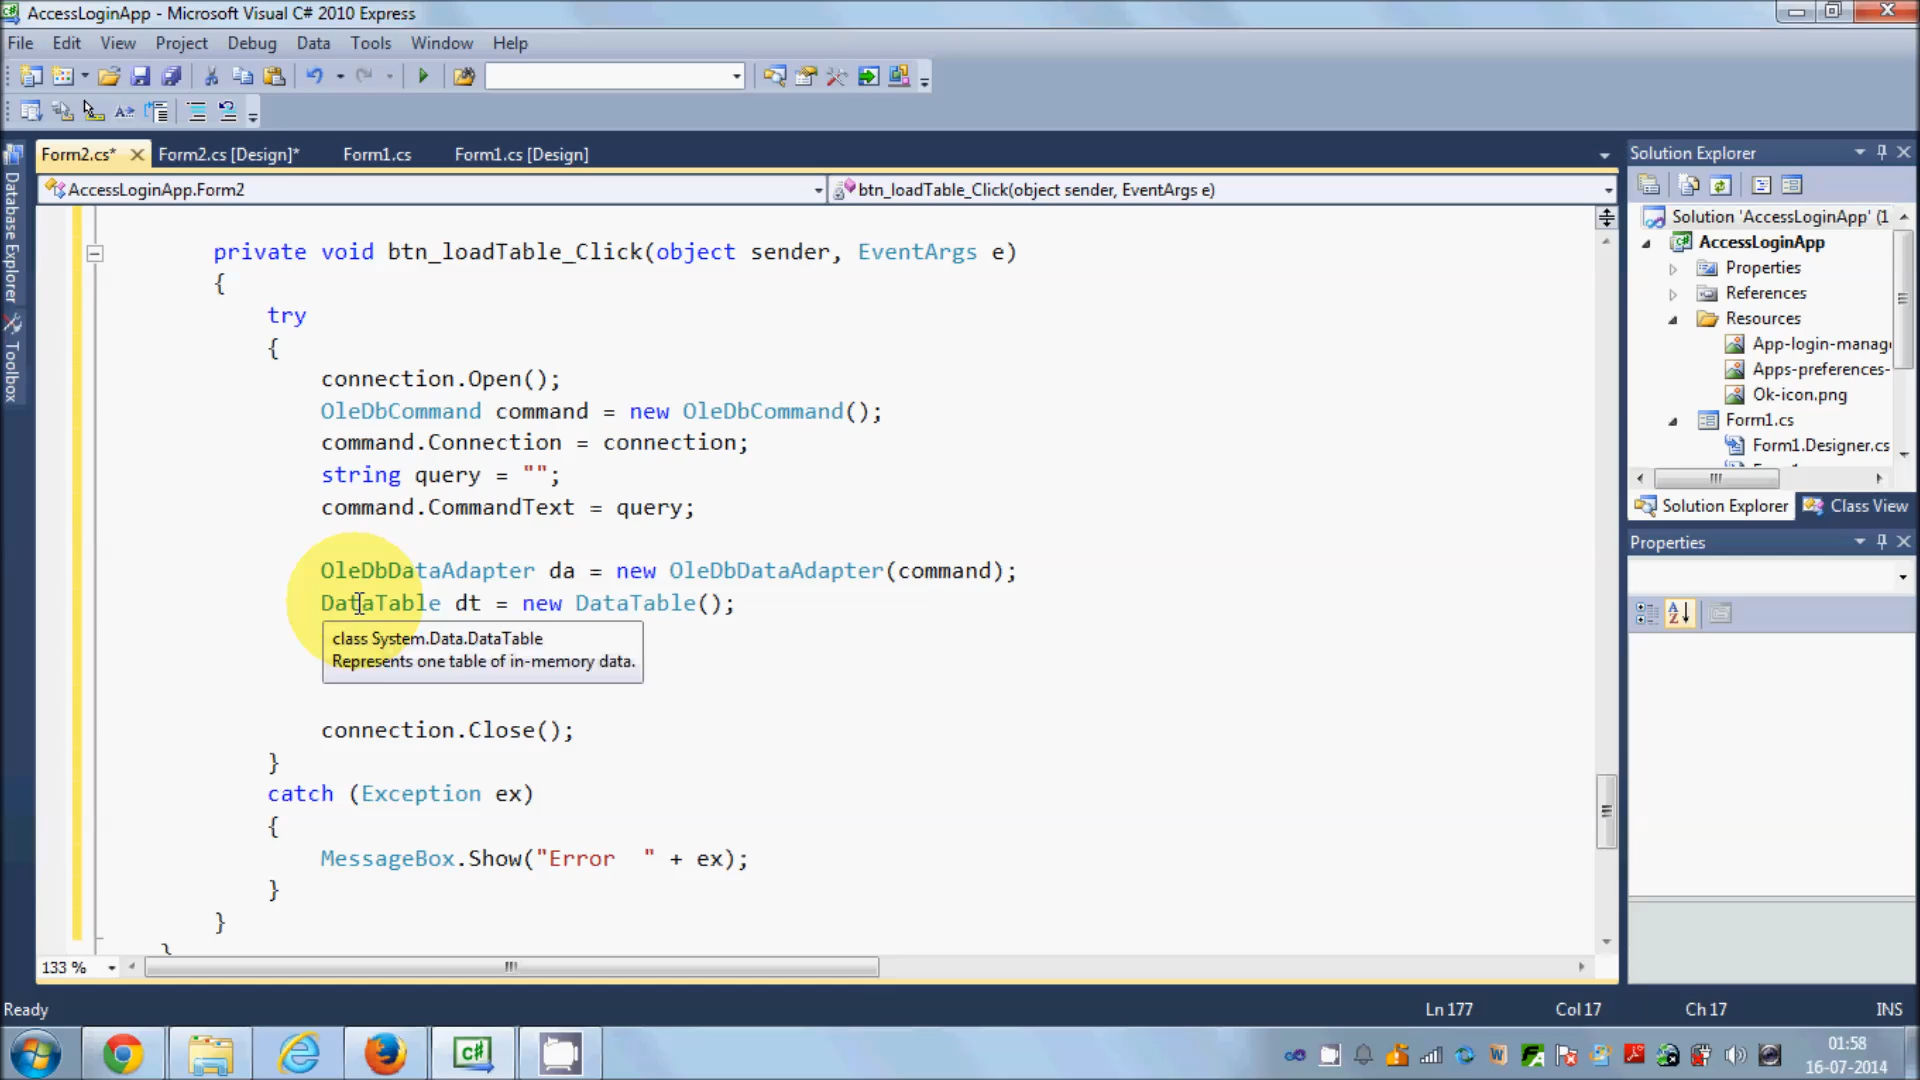 AccessLoginApp - Microsoft Visual C# 2010 Express
File Edit View Project Debug Data Tools Window Help
Form2.cs* Form2.cs [Design]* Form1.cs Form1.cs [Design]
AccessLoginApp.Form2 btn_loadTable_Click(object sender, EventArgs e)
Database Explorer
Toolbox
private void btn_loadTable_Click(object sender, EventArgs e)
{
try
{
connection.Open();
OleDbCommand command = new OleDbCommand();
command.Connection = connection;
string query = "";
command.CommandText = query;
OleDbDataAdapter da = new OleDbDataAdapter(command);
DataTable dt = new DataTable();
class System.Data.DataTable
Represents one table of in-memory data.
connection.Close();
}
catch (Exception ex)
{
MessageBox.Show("Error  " + ex);
}
}
}
133 %
Solution Explorer
Solution 'AccessLoginApp' (1
AccessLoginApp
Properties
References
Resources
App-login-manag
Apps-preferences-
Ok-icon.png
Form1.cs
Form1.Designer.cs
Solution Explorer Class View
Properties
Ready Ln 177 Col 17 Ch 17 INS
01:58
16-07-2014